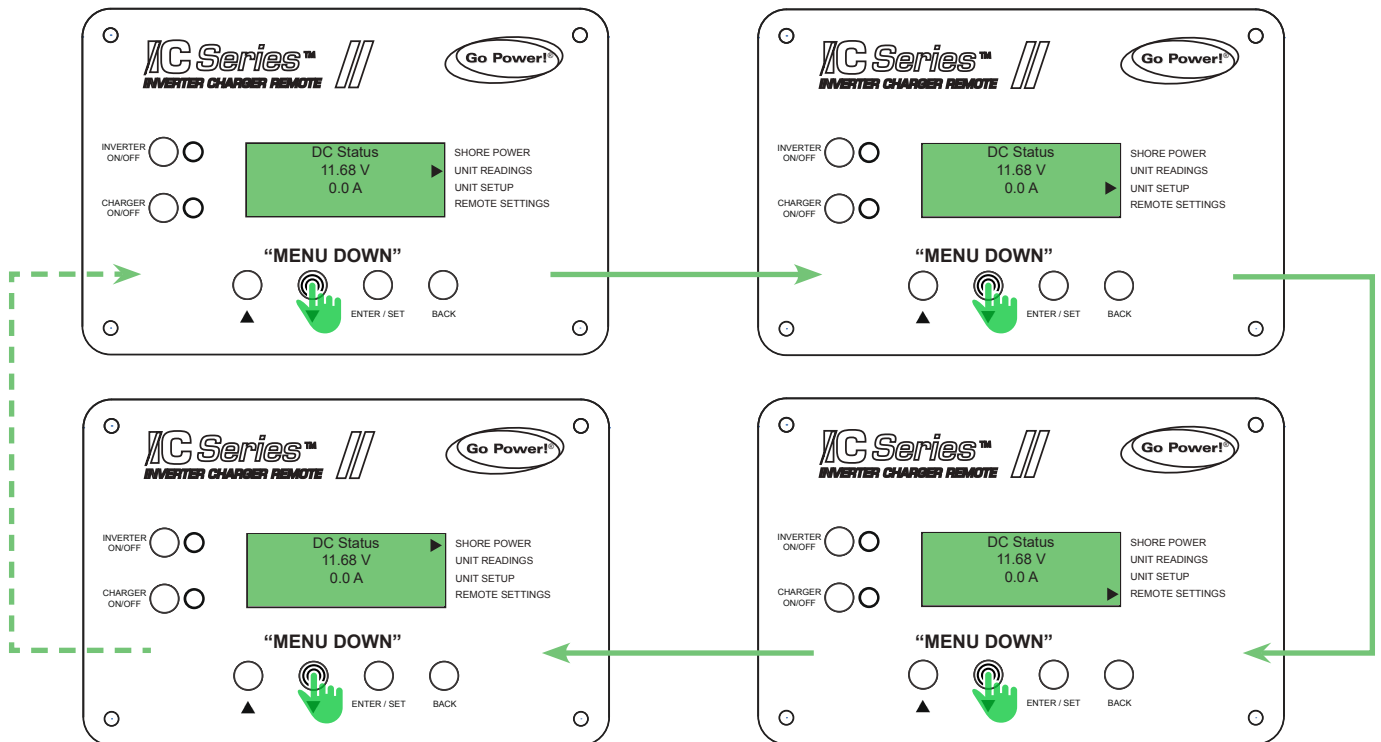 IC Series™
INVERTER CHARGER REMOTE
Go Power!®
INVERTER
ON/OFF
CHARGER
ON/OFF
DC Status
11.68 V
0.0 A
SHORE POWER
UNIT READINGS
UNIT SETUP
REMOTE SETTINGS
“MENU DOWN”
ENTER / SET
BACK
IC Series™
INVERTER CHARGER REMOTE
Go Power!®
INVERTER
ON/OFF
CHARGER
ON/OFF
DC Status
11.68 V
0.0 A
SHORE POWER
UNIT READINGS
UNIT SETUP
REMOTE SETTINGS
“MENU DOWN”
ENTER / SET
BACK
IC Series™
INVERTER CHARGER REMOTE
Go Power!®
INVERTER
ON/OFF
CHARGER
ON/OFF
DC Status
11.68 V
0.0 A
SHORE POWER
UNIT READINGS
UNIT SETUP
REMOTE SETTINGS
“MENU DOWN”
ENTER / SET
BACK
IC Series™
INVERTER CHARGER REMOTE
Go Power!®
INVERTER
ON/OFF
CHARGER
ON/OFF
DC Status
11.68 V
0.0 A
SHORE POWER
UNIT READINGS
UNIT SETUP
REMOTE SETTINGS
“MENU DOWN”
ENTER / SET
BACK